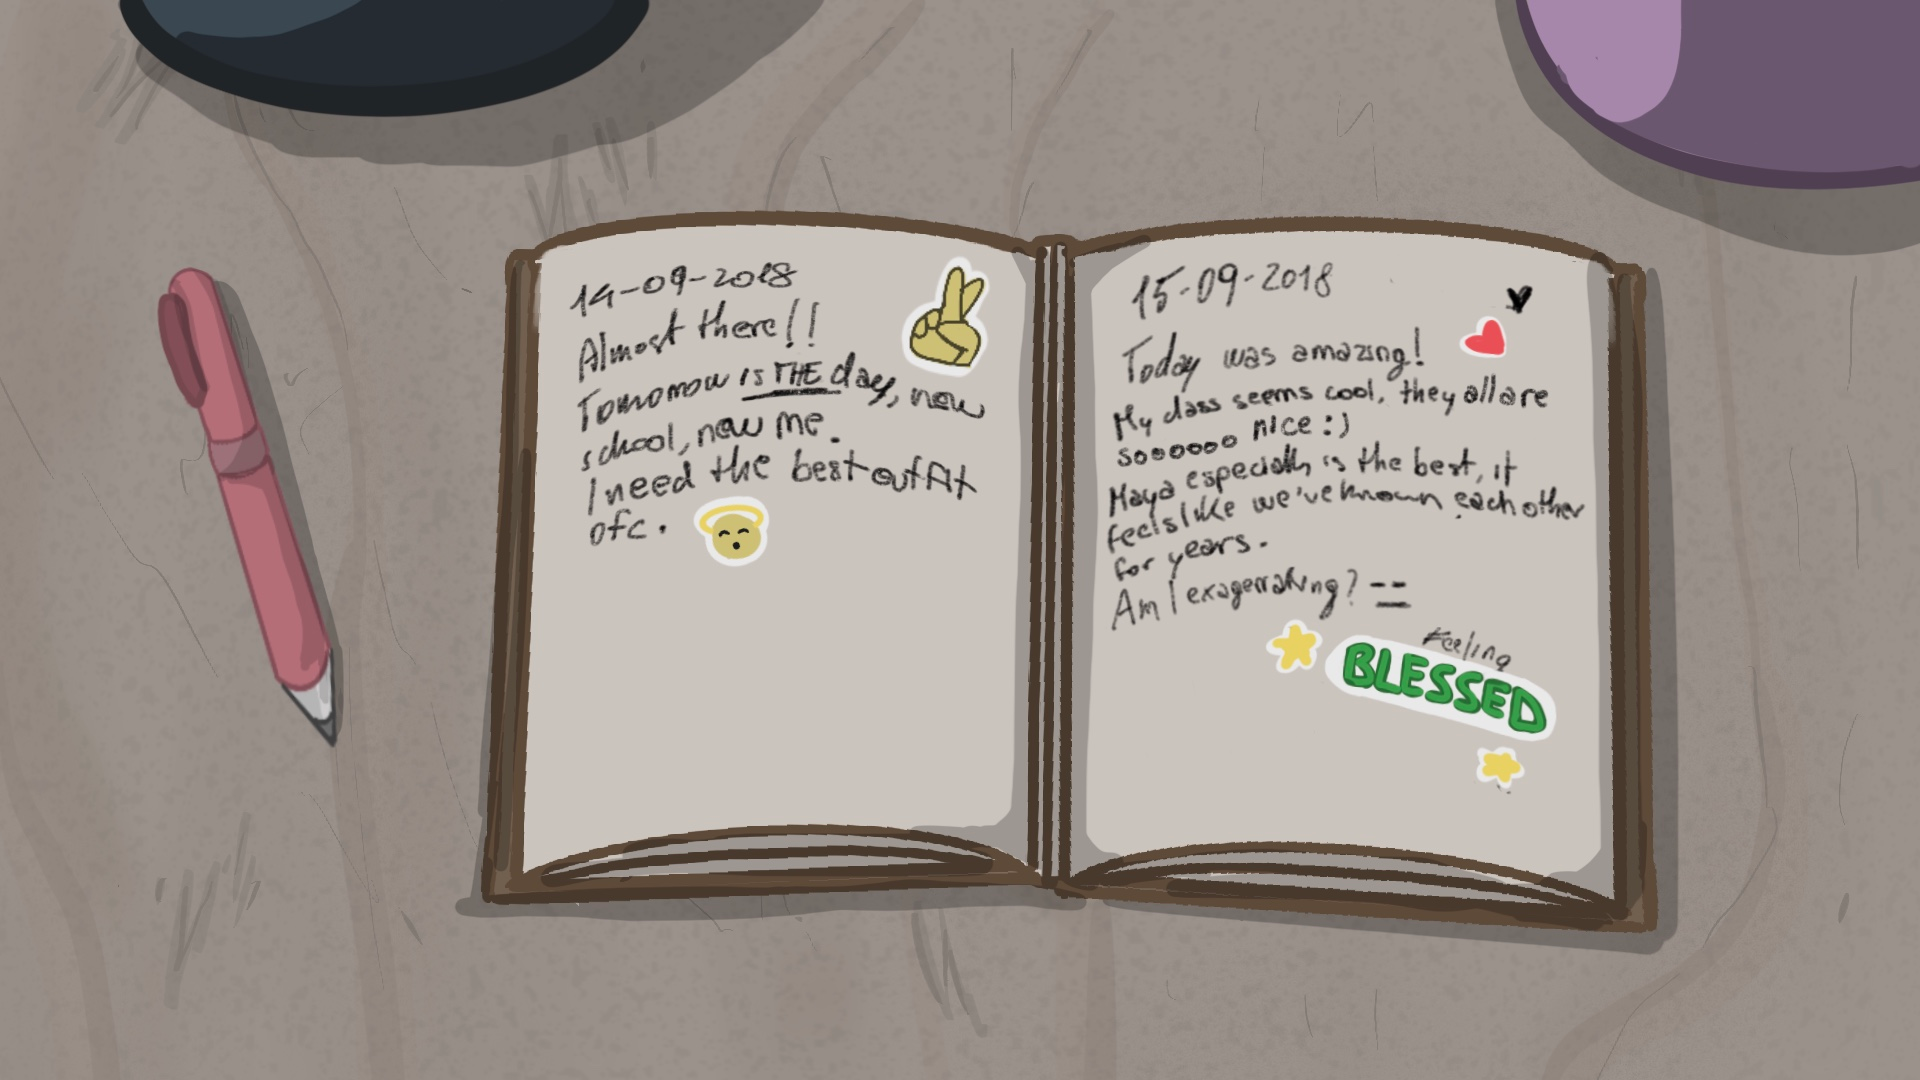 14-09-2018
Almost there!!
Tomorrow is THE day, new
school, new me.
I need the best outfit
ofc.
15-09-2018
Today was amazing!
My class seems cool, they all are
soooooo nice :)
Maya especially is the best, it
feels like we've known each other
for years.
Am I exagerrating?
Feeling
BLESSED